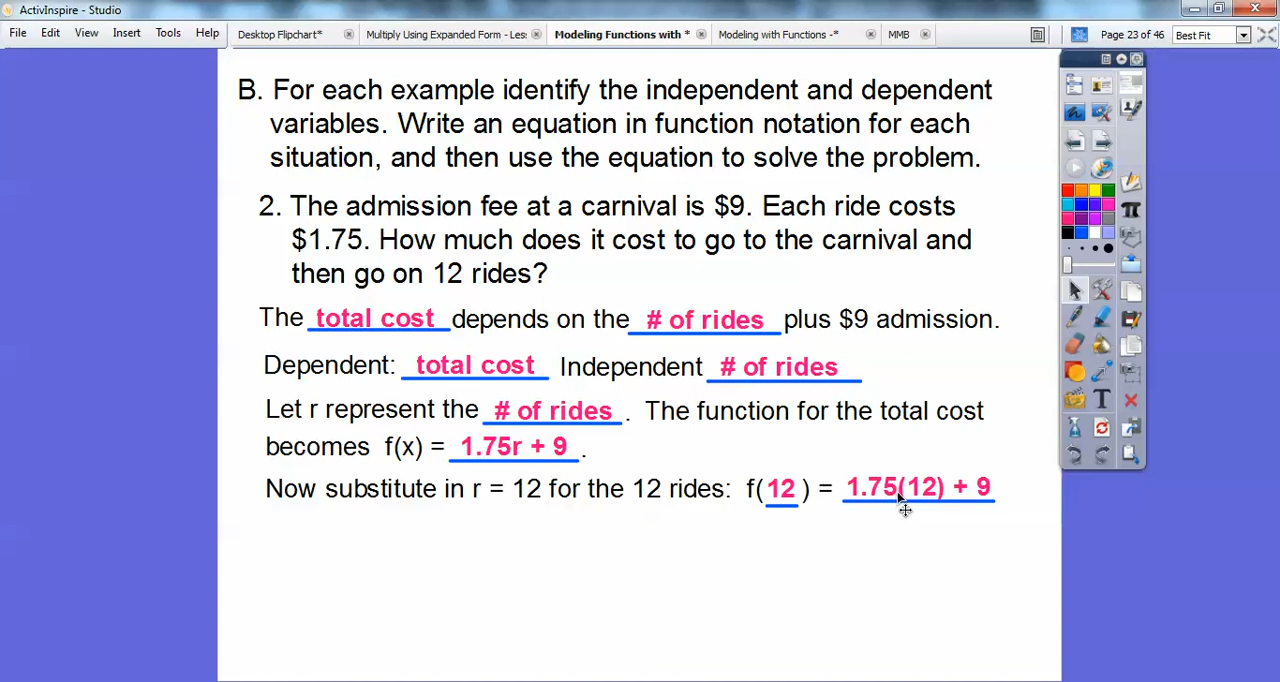 ActivInspire - Studio
File Edit View Insert Tools Help
Desktop Flipchart* Multiply Using Expanded Form - Les: Modeling Functions with * Modeling with Functions -* MMB Page 23 of 46 Best Fit
B. For each example identify the independent and dependent
variables. Write an equation in function notation for each
situation, and then use the equation to solve the problem.
2. The admission fee at a carnival is $9. Each ride costs
$1.75. How much does it cost to go to the carnival and
then go on 12 rides?
The total cost depends on the # of rides plus $9 admission.
Dependent: total cost Independent # of rides
Let r represent the # of rides . The function for the total cost
becomes f(x) = 1.75r + 9 .
Now substitute in r = 12 for the 12 rides: f( 12 ) = 1.75(12) + 9